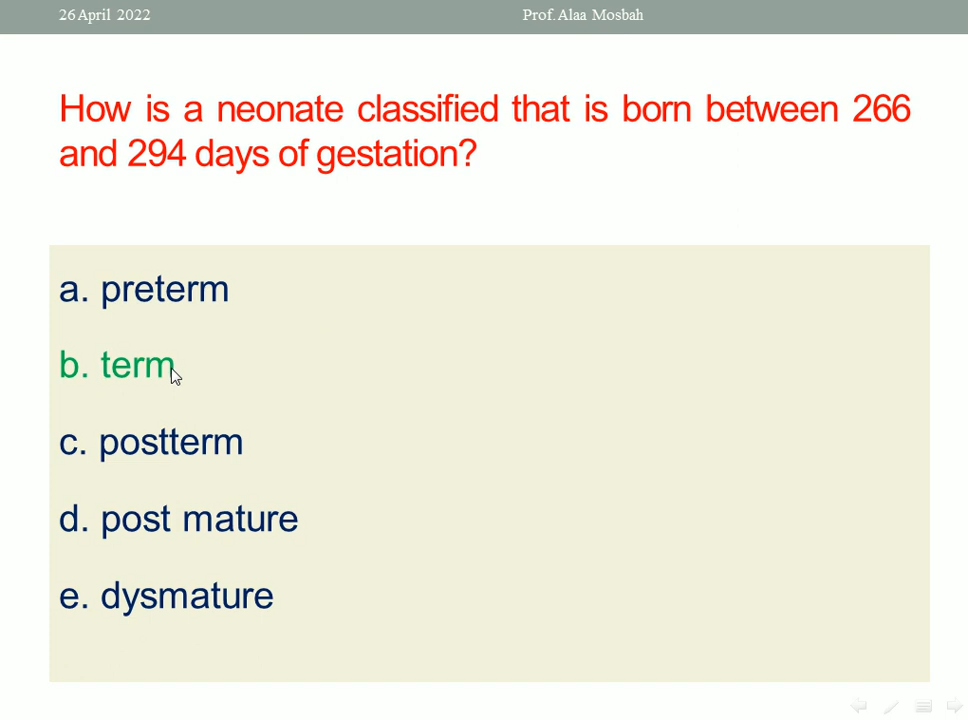 26 April 2022 Prof. Alaa Mosbah
How is a neonate classified that is born between 266
and 294 days of gestation?
a. preterm
b. term
c. postterm
d. post mature
e. dysmature